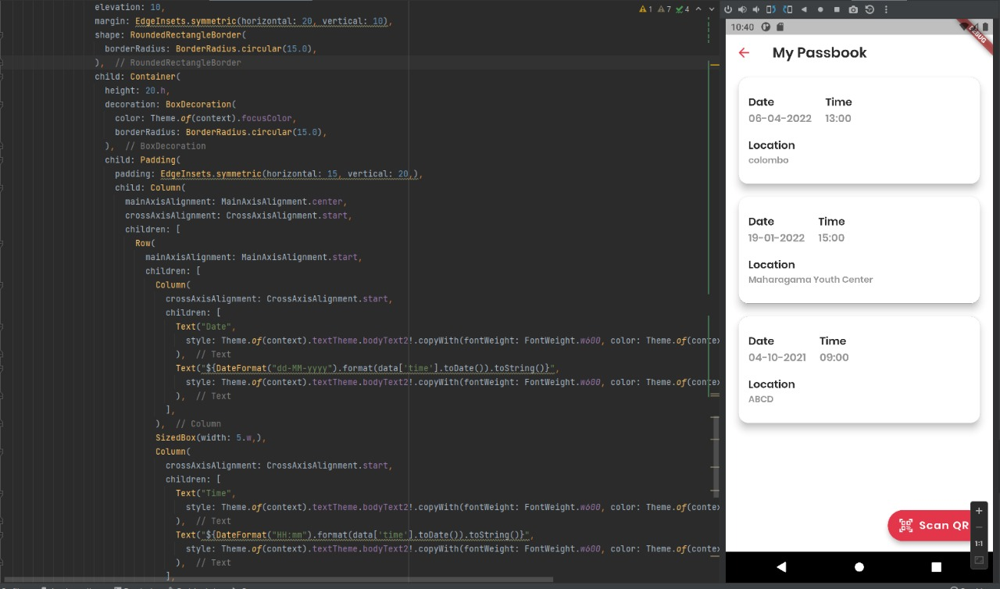 elevation: 10,
margin: EdgeInsets.symmetric(horizontal: 20, vertical: 10),
shape: RoundedRectangleBorder(
borderRadius: BorderRadius.circular(15.0),
), // RoundedRectangleBorder
child: Container(
height: 20.h,
decoration: BoxDecoration(
color: Theme.of(context).focusColor,
borderRadius: BorderRadius.circular(15.0),
), // BoxDecoration
child: Padding(
padding: EdgeInsets.symmetric(horizontal: 15, vertical: 20,),
child: Column(
mainAxisAlignment: MainAxisAlignment.center,
crossAxisAlignment: CrossAxisAlignment.start,
children: [
Row(
mainAxisAlignment: MainAxisAlignment.start,
children: [
Column(
crossAxisAlignment: CrossAxisAlignment.start,
children: [
Text("Date",
style: Theme.of(context).textTheme.bodyText2!.copyWith(fontWeight: FontWeight.w600, color: Theme.of(contex
), // Text
Text("${DateFormat("dd-MM-yyyy").format(data['time'].toDate()).toString()}",
style: Theme.of(context).textTheme.bodyText2!.copyWith(fontWeight: FontWeight.w600, color: Theme.of(contex
), // Text
],
), // Column
SizedBox(width: 5.w,),
Column(
crossAxisAlignment: CrossAxisAlignment.start,
children: [
Text("Time",
style: Theme.of(context).textTheme.bodyText2!.copyWith(fontWeight: FontWeight.w600, color: Theme.of(contex
), // Text
Text("${DateFormat("HH:mm").format(data['time'].toDate()).toString()}",
style: Theme.of(context).textTheme.bodyText2!.copyWith(fontWeight: FontWeight.w600, color: Theme.of(contex
), // Text
],
1 7 4
10:40
DEBUG
My Passbook
Date Time
06-04-2022 13:00
Location
colombo
Date Time
19-01-2022 15:00
Location
Maharagama Youth Center
Date Time
04-10-2021 09:00
Location
ABCD
Scan QR
1:1